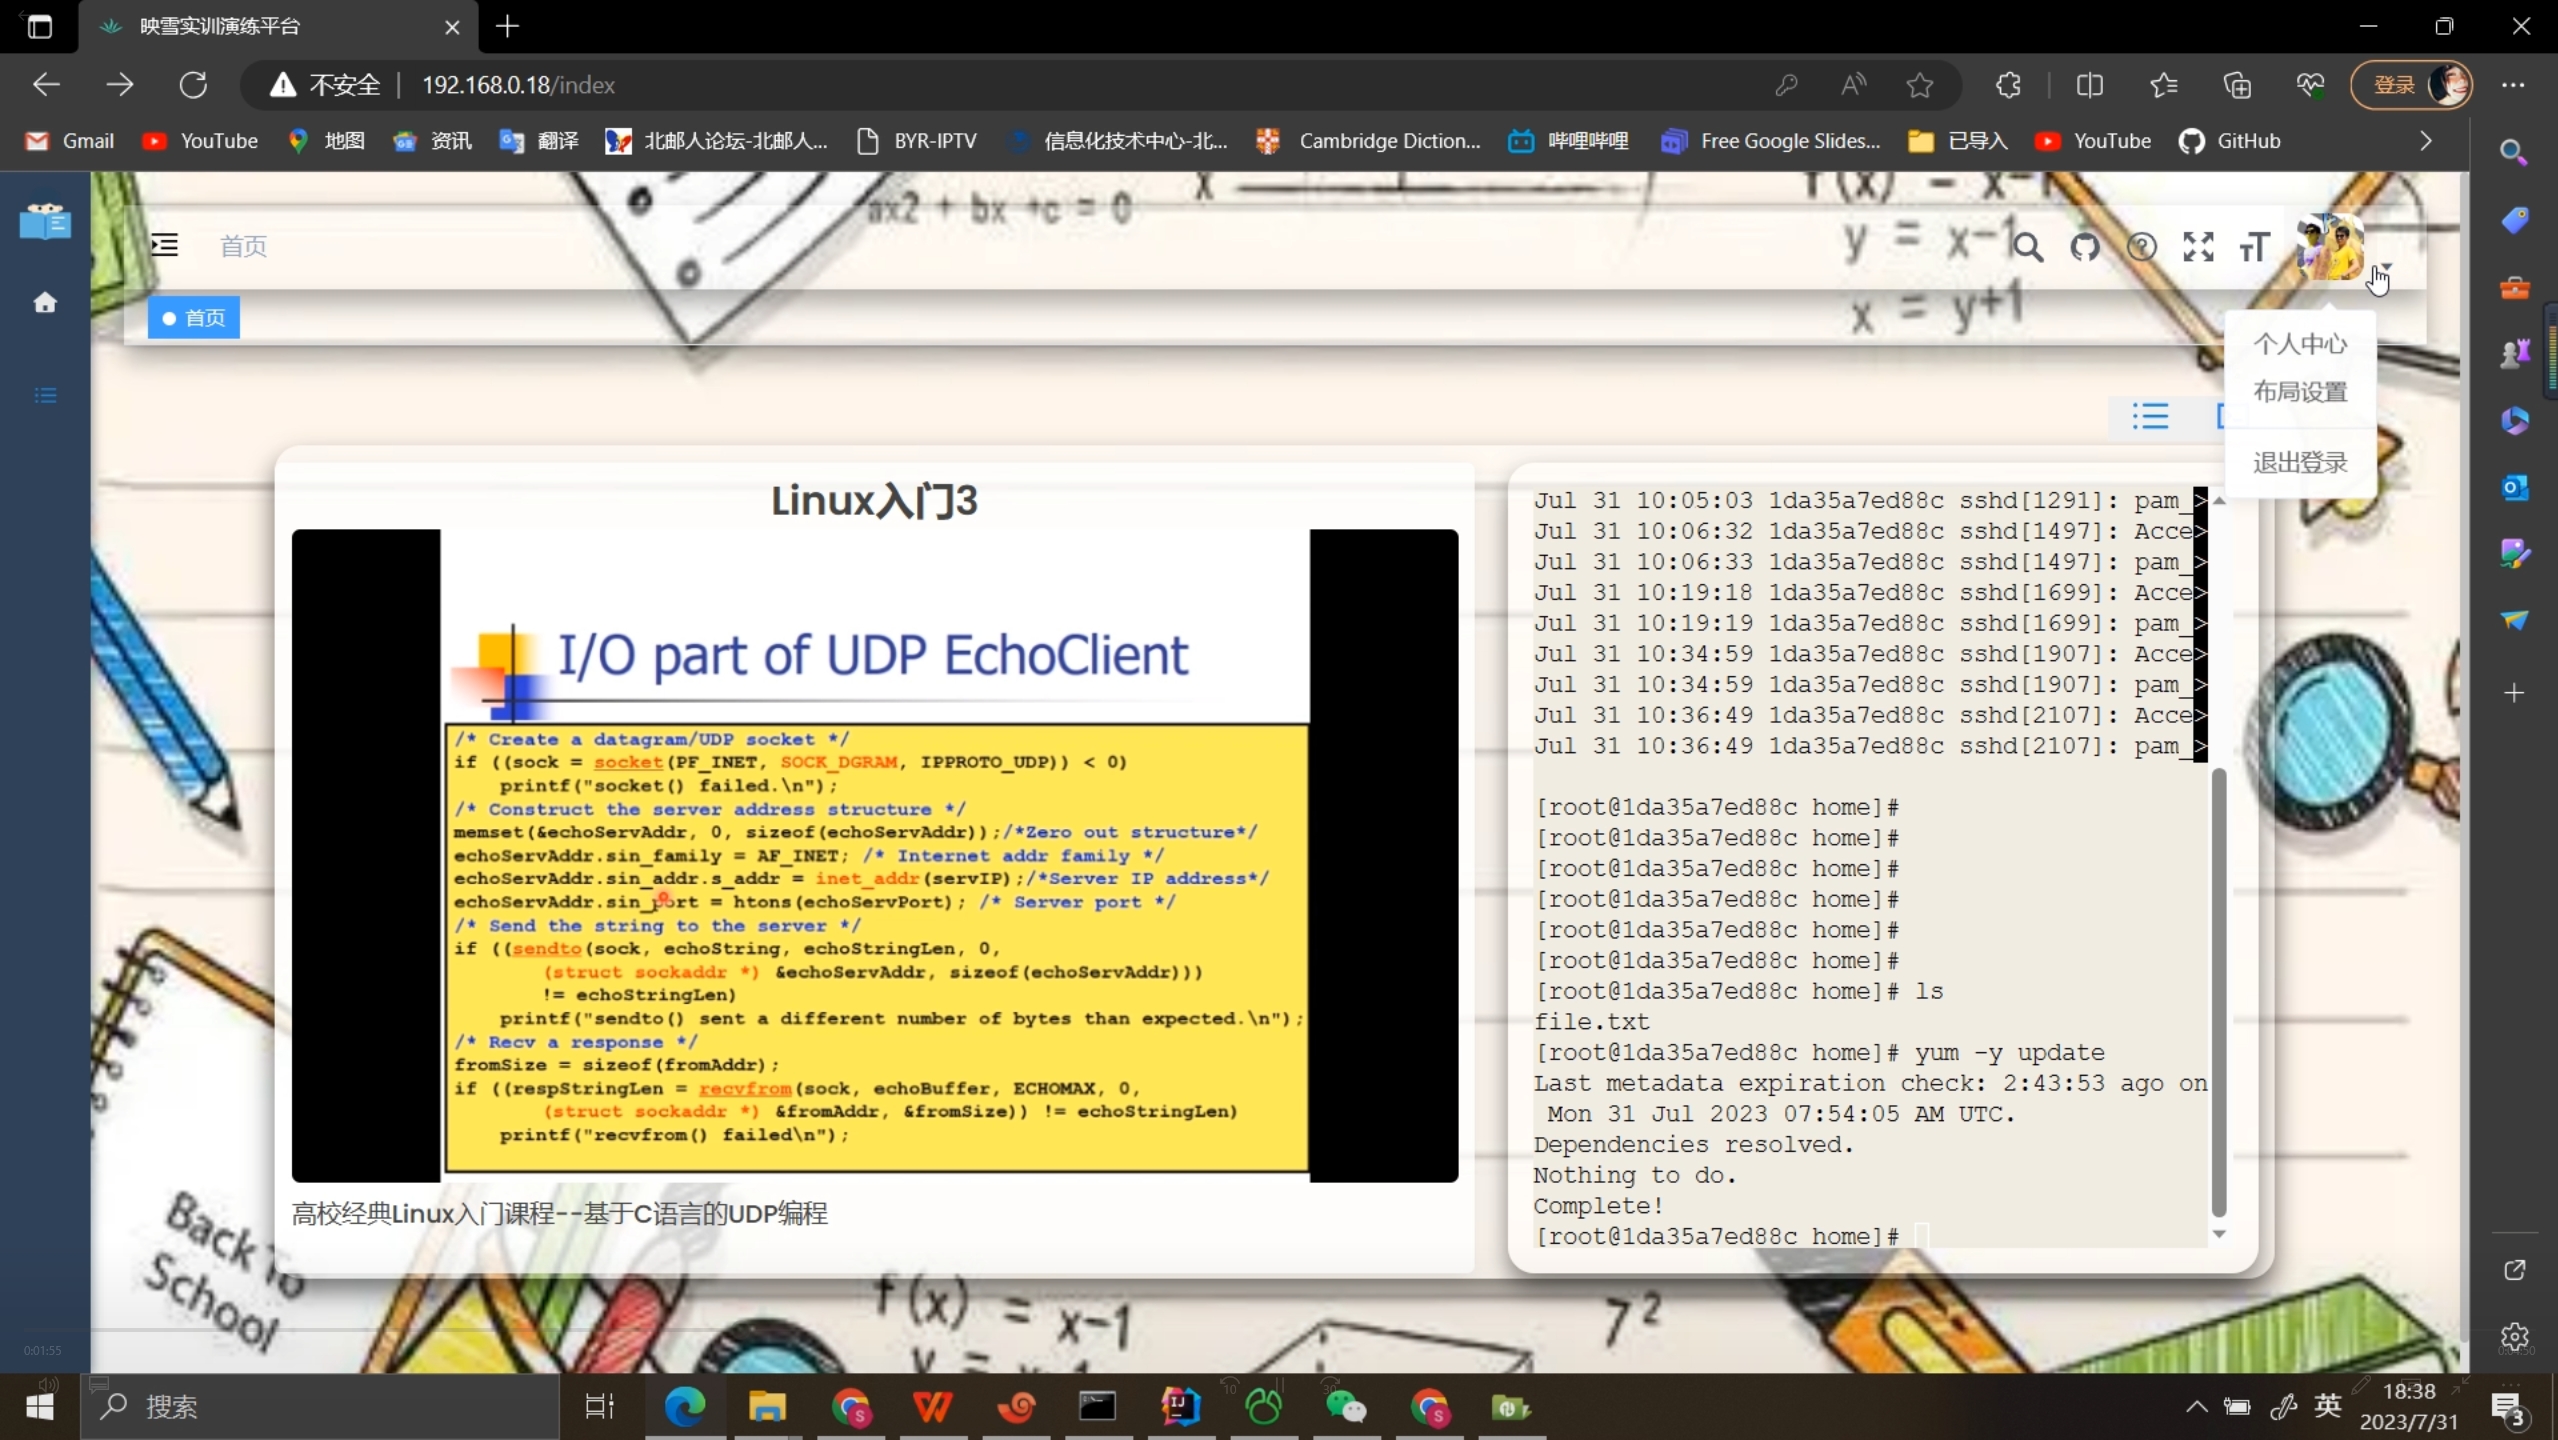 映雪实训演练平台
不安全 192.168.0.18/index
登录
Gmail YouTube 地图 资讯 翻译 北邮人论坛-北邮人... BYR-IPTV 信息化技术中心-北... Cambridge Diction... 哔哩哔哩 Free Google Slides... 已导入 YouTube GitHub
ax2 + bx +c = 0
f(x) = x-1
y = x-1
x = y+1
首页
首页
个人中心
布局设置
退出登录
Linux入门3
I/O part of UDP EchoClient
/* Create a datagram/UDP socket */
if ((sock = socket(PF_INET, SOCK_DGRAM, IPPROTO_UDP)) < 0)
printf("socket() failed.\n");
/* Construct the server address structure */
memset(&echoServAddr, 0, sizeof(echoServAddr));/*Zero out structure*/
echoServAddr.sin_family = AF_INET; /* Internet addr family */
echoServAddr.sin_addr.s_addr = inet_addr(servIP);/*Server IP address*/
echoServAddr.sin_port = htons(echoServPort); /* Server port */
/* Send the string to the server */
if ((sendto(sock, echoString, echoStringLen, 0,
(struct sockaddr *) &echoServAddr, sizeof(echoServAddr)))
!= echoStringLen)
printf("sendto() sent a different number of bytes than expected.\n");
/* Recv a response */
fromSize = sizeof(fromAddr);
if ((respStringLen = recvfrom(sock, echoBuffer, ECHOMAX, 0,
(struct sockaddr *) &fromAddr, &fromSize)) != echoStringLen)
printf("recvfrom() failed\n");
高校经典Linux入门课程--基于C语言的UDP编程
Jul 31 10:05:03 1da35a7ed88c sshd[1291]: pam_>
Jul 31 10:06:32 1da35a7ed88c sshd[1497]: Acce>
Jul 31 10:06:33 1da35a7ed88c sshd[1497]: pam_>
Jul 31 10:19:18 1da35a7ed88c sshd[1699]: Acce>
Jul 31 10:19:19 1da35a7ed88c sshd[1699]: pam_>
Jul 31 10:34:59 1da35a7ed88c sshd[1907]: Acce>
Jul 31 10:34:59 1da35a7ed88c sshd[1907]: pam_>
Jul 31 10:36:49 1da35a7ed88c sshd[2107]: Acce>
Jul 31 10:36:49 1da35a7ed88c sshd[2107]: pam_>
[root@1da35a7ed88c home]#
[root@1da35a7ed88c home]#
[root@1da35a7ed88c home]#
[root@1da35a7ed88c home]#
[root@1da35a7ed88c home]#
[root@1da35a7ed88c home]#
[root@1da35a7ed88c home]# ls
file.txt
[root@1da35a7ed88c home]# yum -y update
Last metadata expiration check: 2:43:53 ago on
Mon 31 Jul 2023 07:54:05 AM UTC.
Dependencies resolved.
Nothing to do.
Complete!
[root@1da35a7ed88c home]#
Back To
School
f(x) = x-1
7²
0:01:55
搜索
10
30
英
18:38
2023/7/31
3